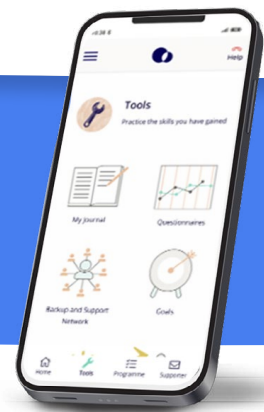 Help
Tools
Practice the skills you have gained
My Journal
Questionnaires
Backup and Support
Network
Goals
Home
Tools
Programme
Supporter